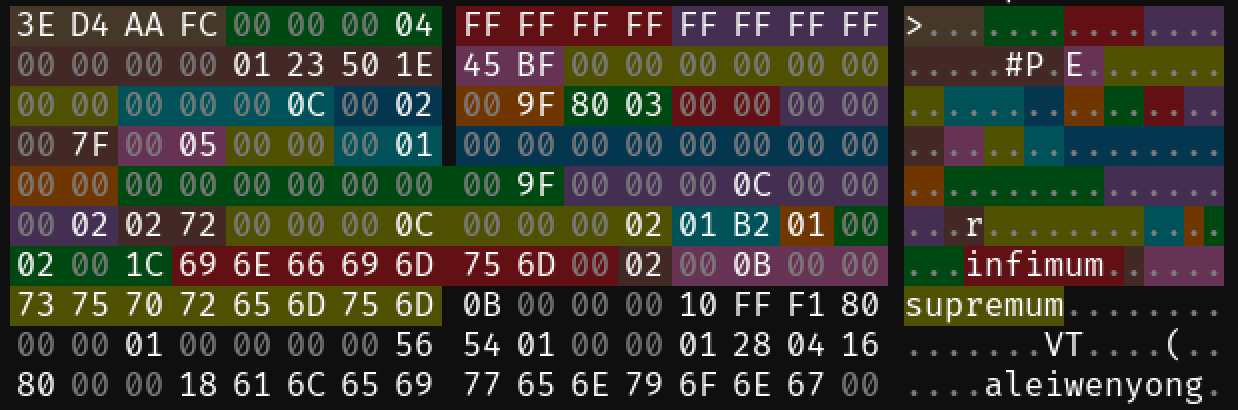 3E D4 AA FC 00 00 00 04 FF FF FF FF FF FF FF FF >...............
00 00 00 00 01 23 50 1E 45 BF 00 00 00 00 00 00 .....#P.E.......
00 00 00 00 00 0C 00 02 00 9F 80 03 00 00 00 00 ................
00 7F 00 05 00 00 00 01 00 00 00 00 00 00 00 00 ................
00 00 00 00 00 00 00 00 00 9F 00 00 00 0C 00 00 ................
00 02 02 72 00 00 00 0C 00 00 00 02 01 B2 01 00 ...r............
02 00 1C 69 6E 66 69 6D 75 6D 00 02 00 0B 00 00 ...infimum......
73 75 70 72 65 6D 75 6D 0B 00 00 00 10 FF F1 80 supremum........
00 00 01 00 00 00 00 56 54 01 00 00 01 28 04 16 .......VT....(..
80 00 00 18 61 6C 65 69 77 65 6E 79 6F 6E 67 00 ....aleiwenyong.